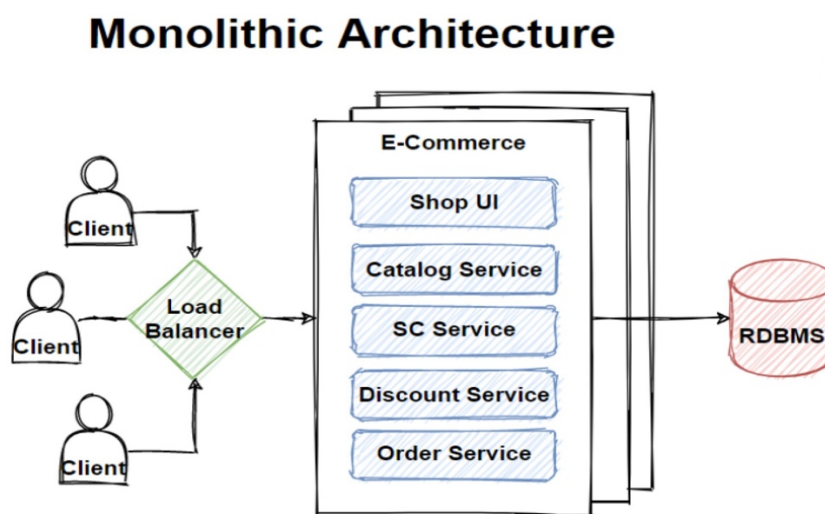 Monolithic Architecture
E-Commerce
Shop UI
Catalog Service
SC Service
Discount Service
Order Service
Client
Client
Client
Load
Balancer
RDBMS